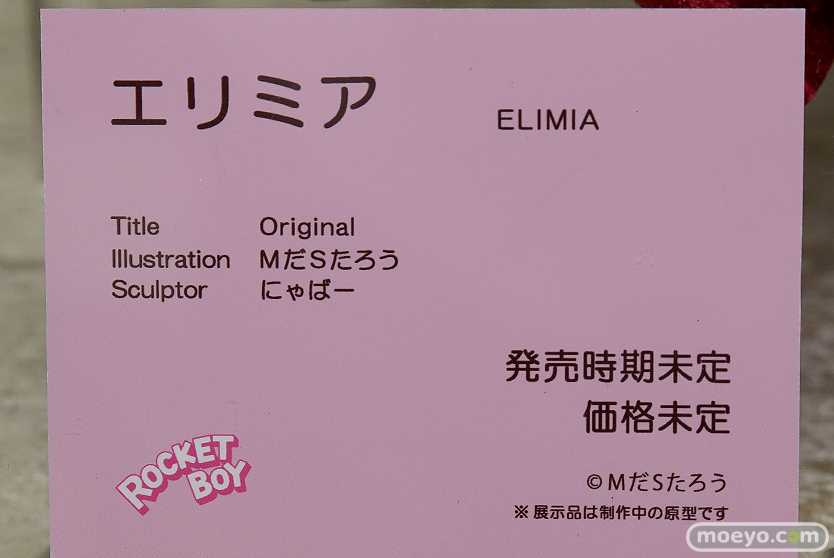 エリミア ELIMIA
Title Original
Illustration MだSたろう
Sculptor にゃばー
発売時期未定
価格未定
ROCKET
BOY
©MだSたろう
※展示品は制作中の原型です
moeyo.com